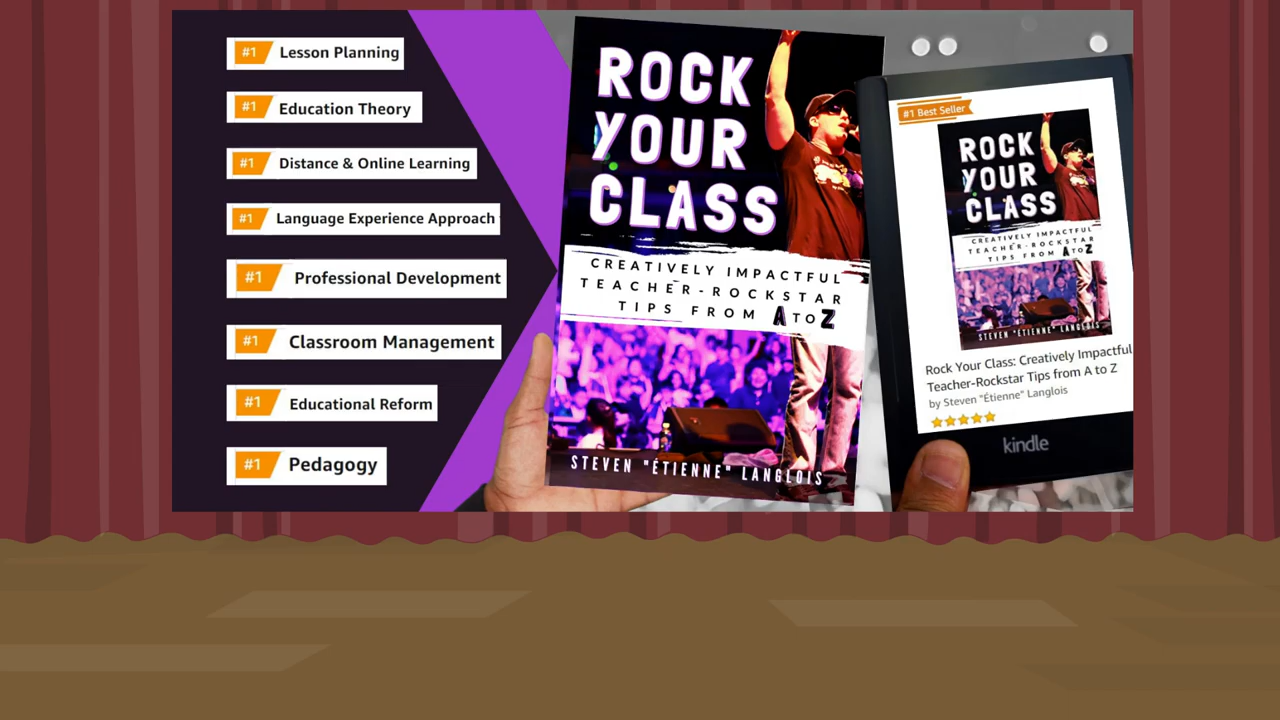 #1 Lesson Planning
#1 Education Theory
#1 Distance & Online Learning
#1 Language Experience Approach
#1 Professional Development
#1 Classroom Management
#1 Educational Reform
#1 Pedagogy
ROCK
YOUR
CLASS
CREATIVELY IMPACTFUL
TEACHER-ROCKSTAR
TIPS FROM A TO Z
STEVEN "ÉTIENNE" LANGLOIS
#1 Best Seller
ROCK
YOUR
CLASS
CREATIVELY IMPACTFUL
TEACHER-ROCKSTAR
TIPS FROM A TO Z
STEVEN "ÉTIENNE" LANGLOIS
Rock Your Class: Creatively Impactful
Teacher-Rockstar Tips from A to Z
by Steven "Étienne" Langlois
kindle